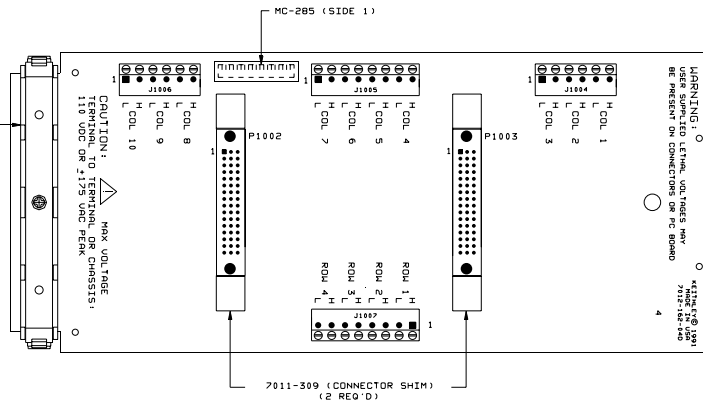 MC-285 (SIDE 1)
1
J1006
1
J1005
1
J1004
L H L H L H
COL 10 COL 9 COL 8
L H L H L H L H
COL 7 COL 6 COL 5 COL 4
L H L H L H
COL 3 COL 2 COL 1
P1002
1
P1003
1
CAUTION:
MAX VOLTAGE
TERMINAL TO TERMINAL OR CHASSIS:
110 VDC OR ±175 VAC PEAK
WARNING:
USER SUPPLIED LETHAL VOLTAGES MAY
BE PRESENT ON CONNECTORS OR PC BOARD
KEITHLEY © 1991
MADE IN USA
7012-162-04D
4
ROW 4 ROW 3 ROW 2 ROW 1
L H L H L H L H
J1007
1
7011-309 (CONNECTOR SHIM)
(2 REQ'D)